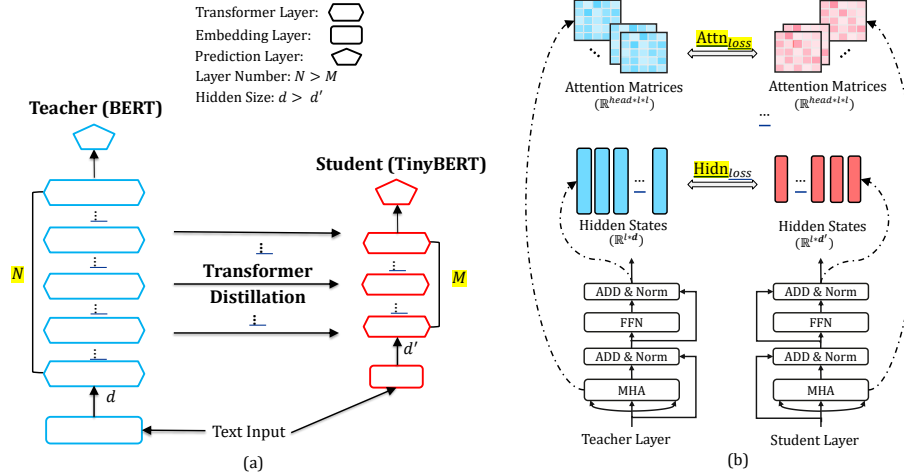 Transformer Layer:
Embedding Layer:
Prediction Layer:
Layer Number: N > M
Hidden Size: d > d′
Teacher (BERT)
Student (TinyBERT)
N
...
...
...
...
...
Transformer
Distillation
...
...
...
M
d
d′
Text Input
(a)
...
Attn_loss
...
Attention Matrices
(ℝ^{head∗l∗l})
Attention Matrices
(ℝ^{head∗l∗l})
...
...
Hidn_loss
...
Hidden States
(ℝ^{l∗d})
Hidden States
(ℝ^{l∗d′})
ADD & Norm
ADD & Norm
FFN
FFN
ADD & Norm
ADD & Norm
MHA
MHA
Teacher Layer
Student Layer
(b)